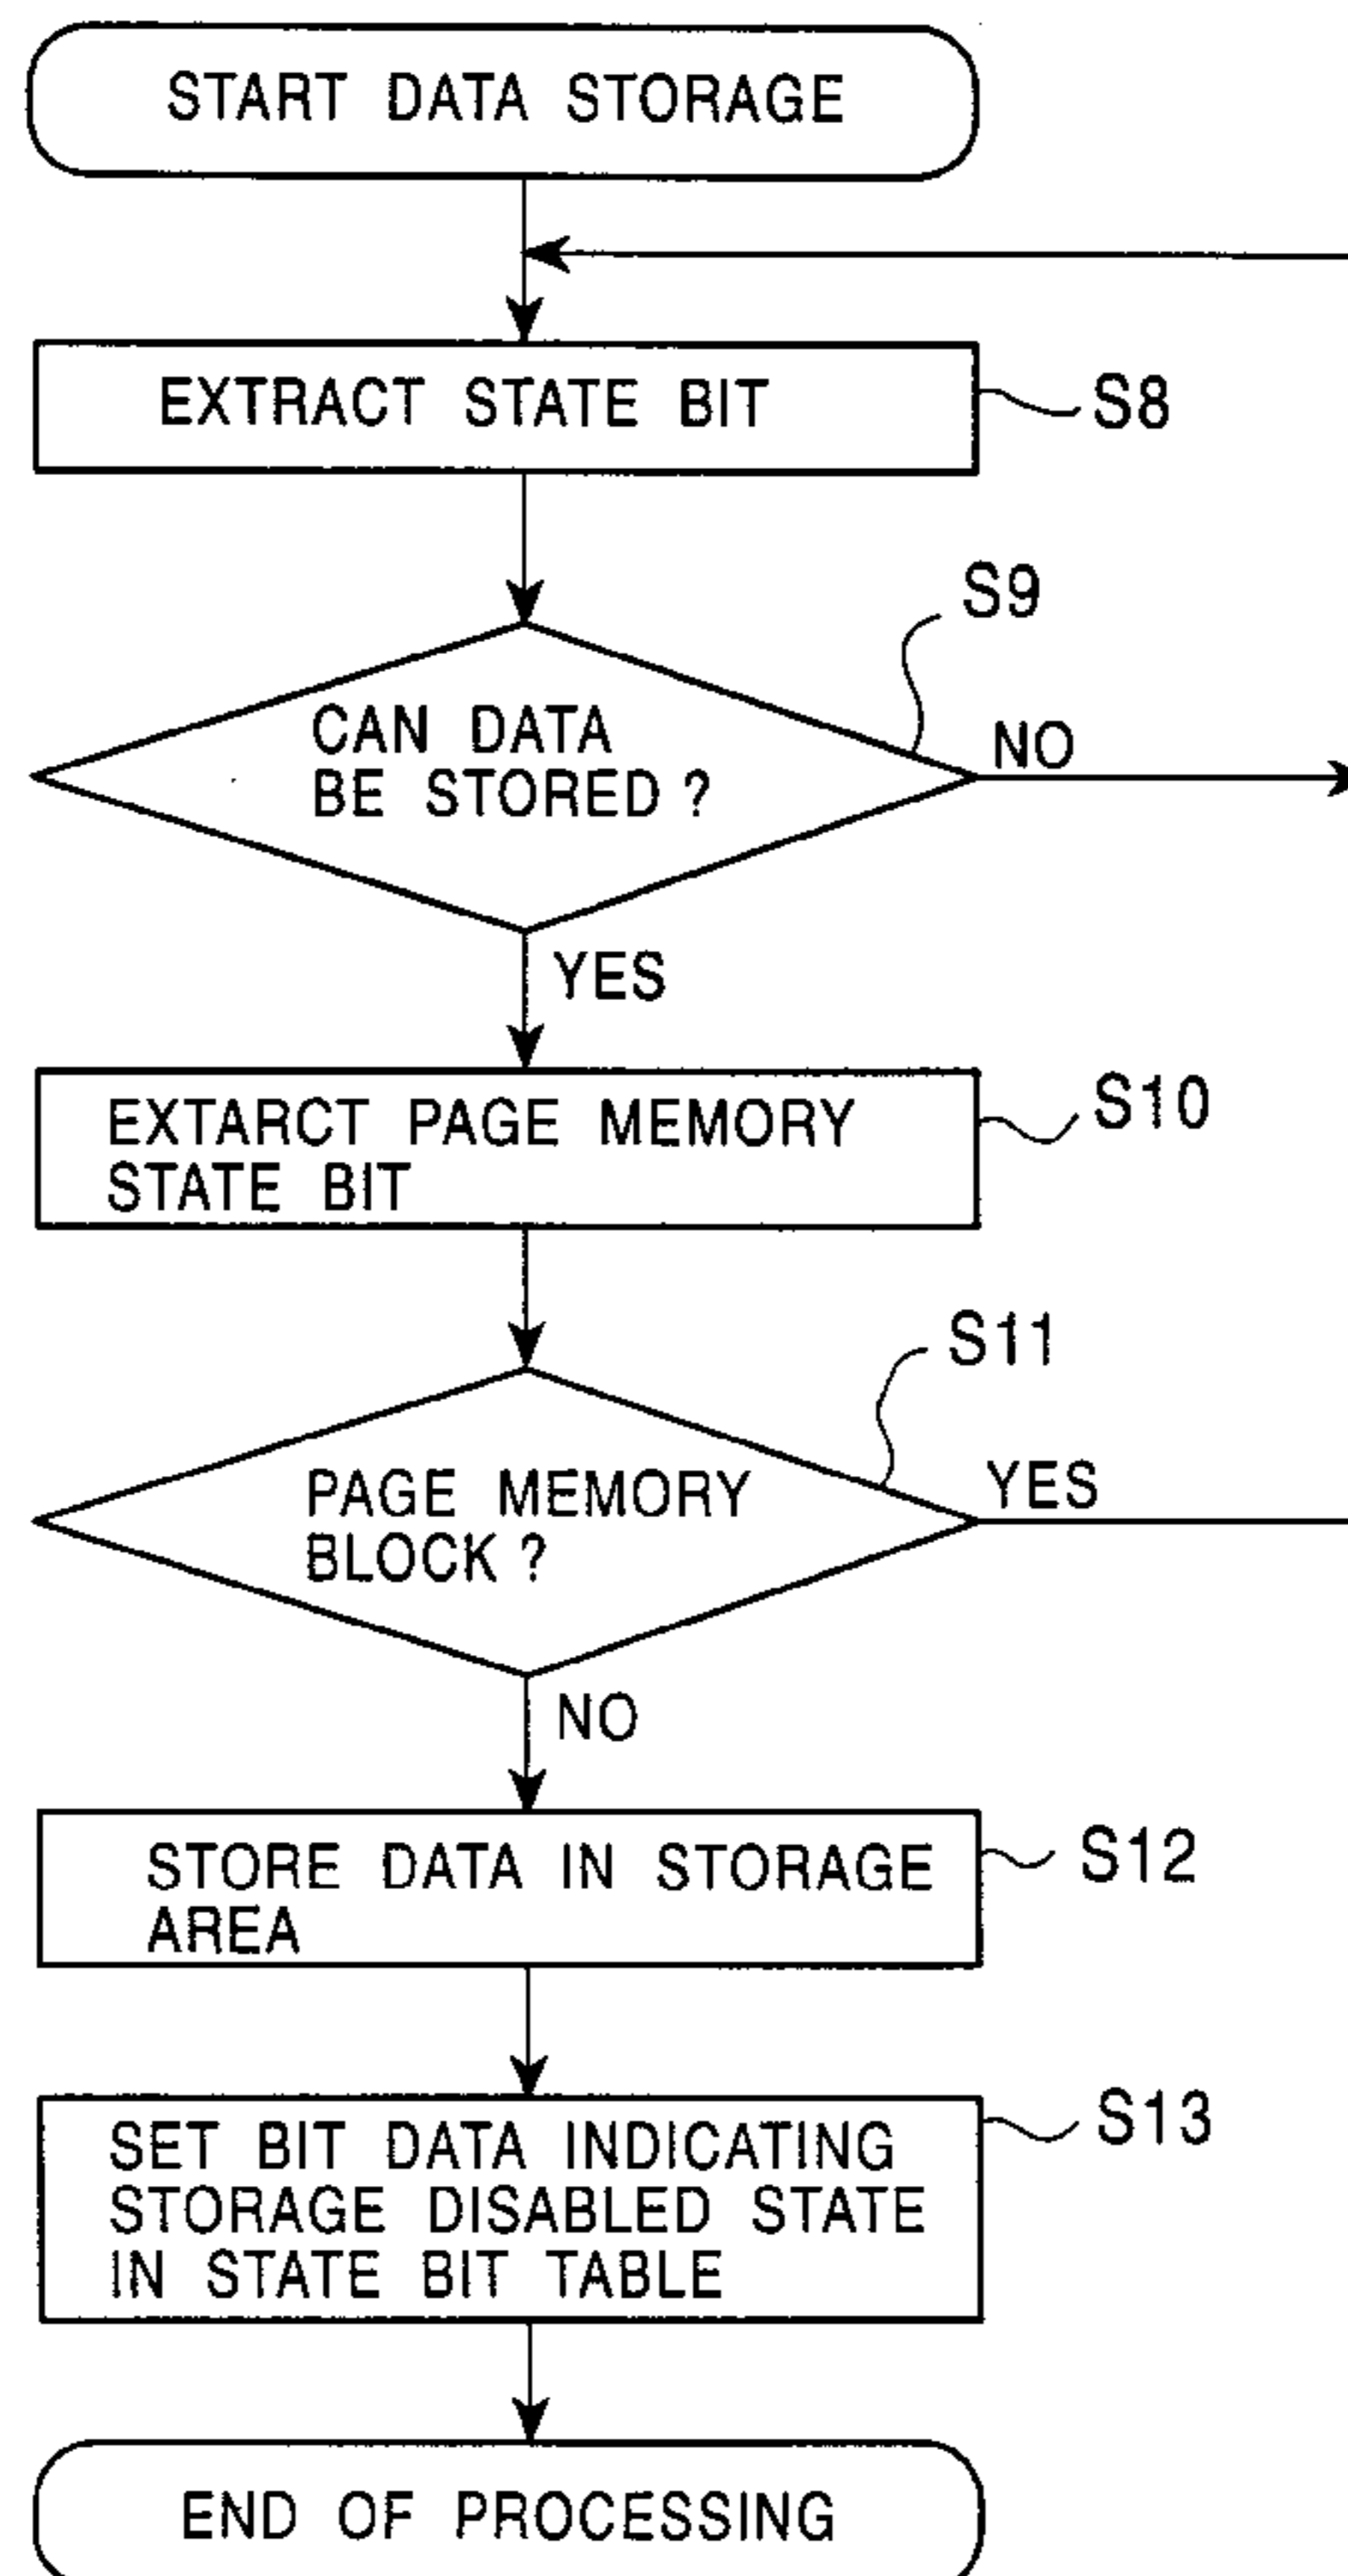 START DATA STORAGE
EXTRACT STATE BIT
S8
S9
CAN DATA
BE STORED ?
NO
YES
EXTARCT PAGE MEMORY
STATE BIT
S10
S11
PAGE MEMORY
BLOCK ?
YES
NO
STORE DATA IN STORAGE
AREA
S12
SET BIT DATA INDICATING
STORAGE DISABLED STATE
IN STATE BIT TABLE
S13
END OF PROCESSING